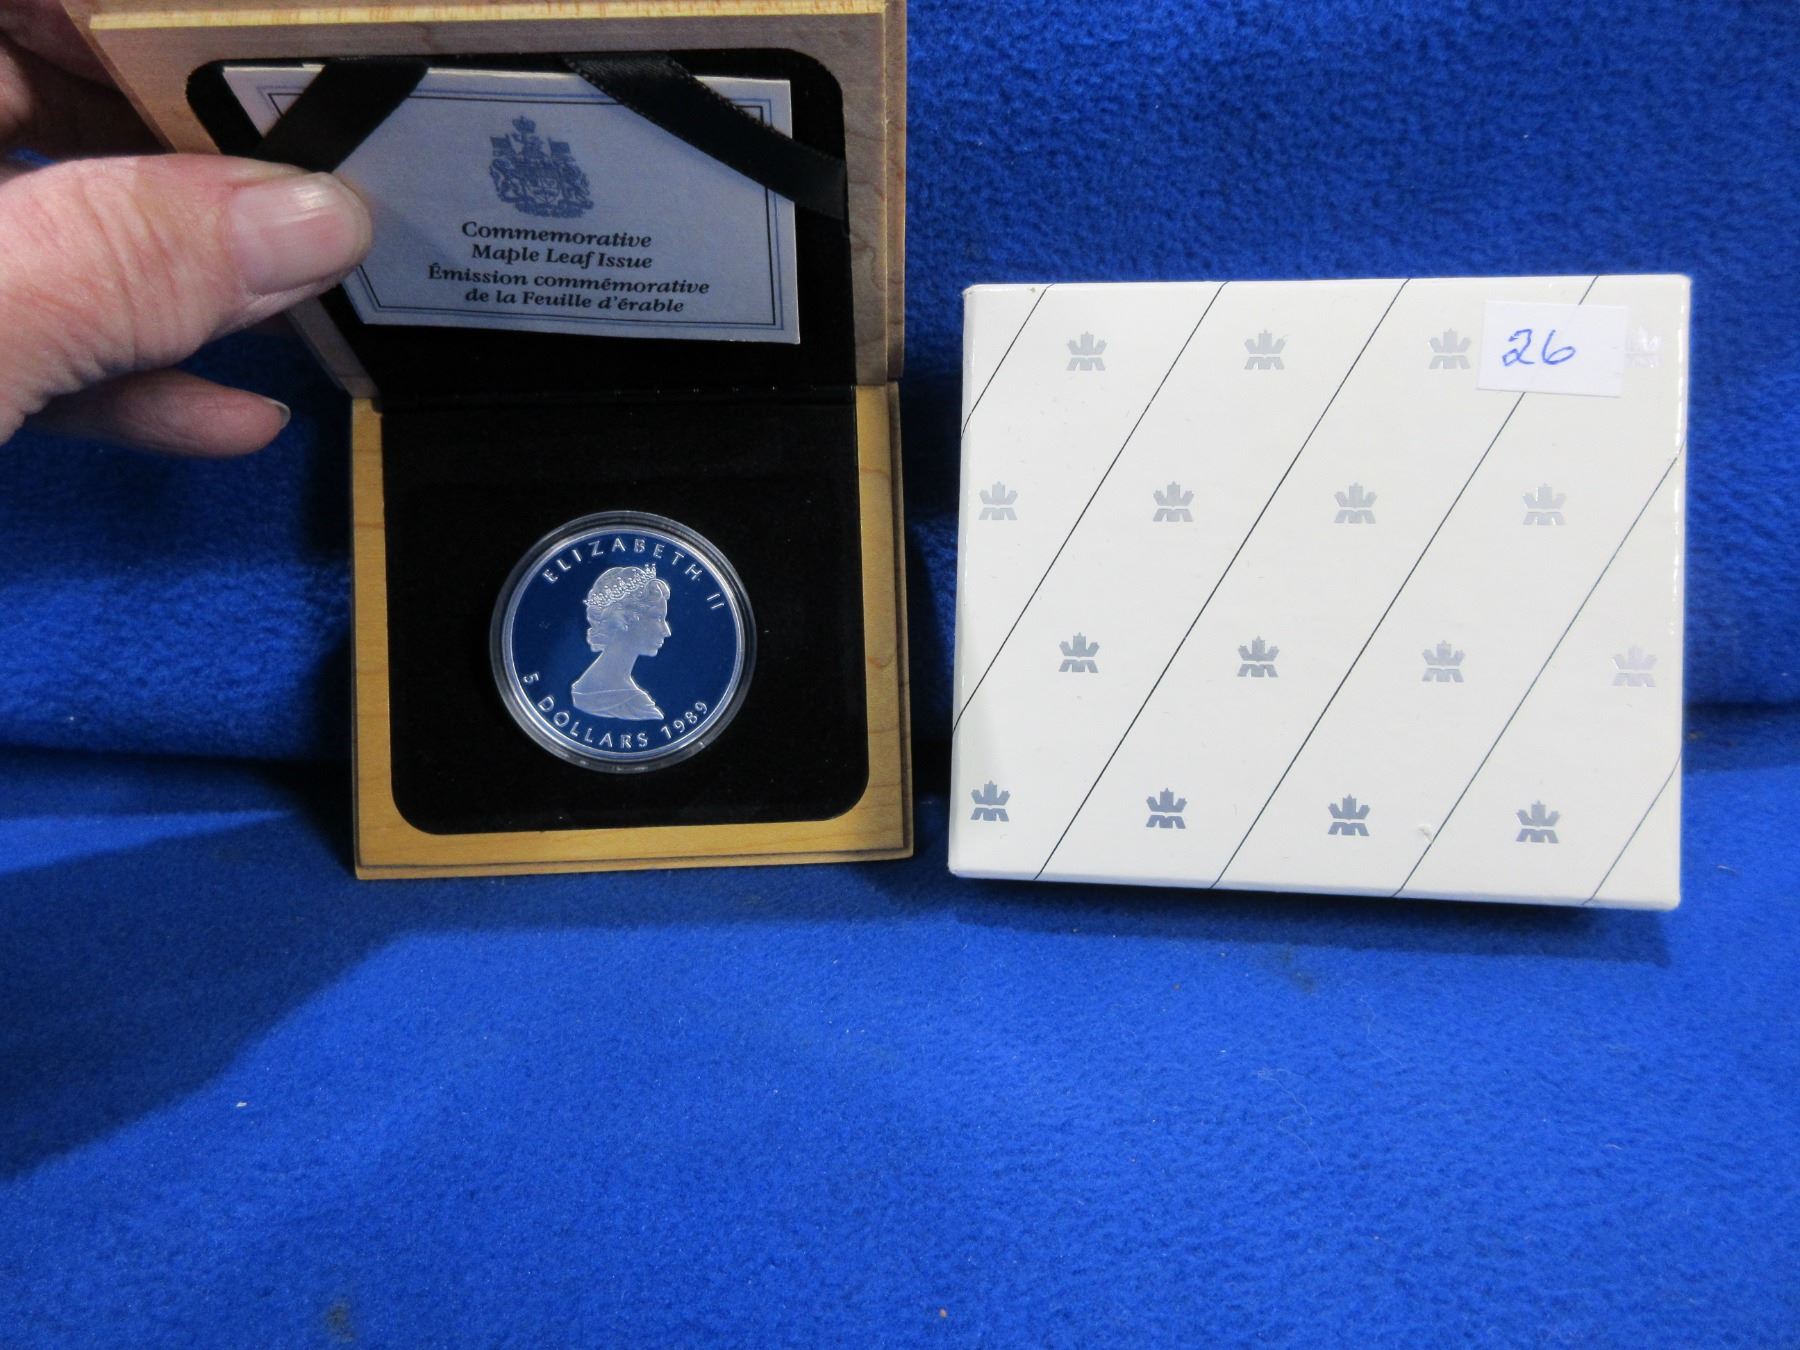 Commemorative
Maple Leaf Issue
Émission commémorative
de la Feuille d'érable
ELIZABETH II
5 DOLLARS 1989
26